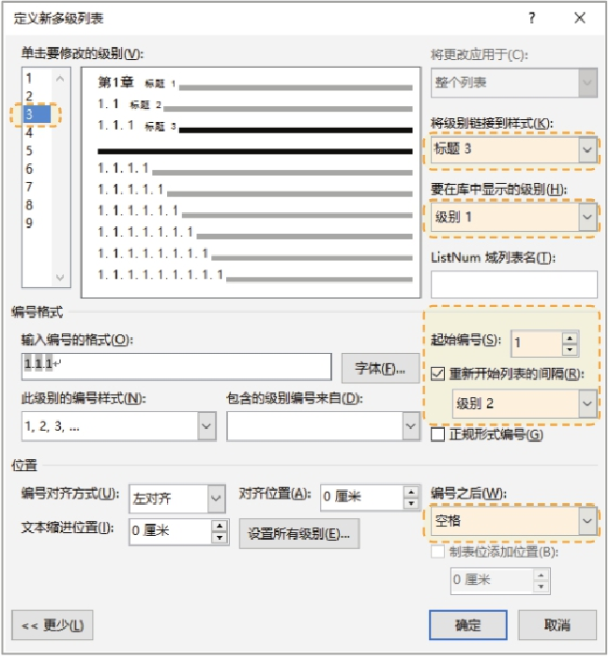 定义新多级列表 ? ×
单击要修改的级别(V):
1
2
3
4
5
6
7
8
9
第1章 标题 1
1.1 标题 2
1.1.1 标题 3
1.1.1.1
1.1.1.1.1
1.1.1.1.1.1
1.1.1.1.1.1.1
1.1.1.1.1.1.1.1
1.1.1.1.1.1.1.1.1
将更改应用于(C):
整个列表
将级别链接到样式(K):
标题 3
要在库中显示的级别(H):
级别 1
ListNum 域列表名(T):
编号格式
输入编号的格式(O):
1.1.1↵
字体(F)...
此级别的编号样式(N):
1, 2, 3, ...
包含的级别编号来自(D):
起始编号(S): 1
重新开始列表的间隔(R):
级别 2
正规形式编号(G)
位置
编号对齐方式(U): 左对齐
对齐位置(A): 0 厘米
文本缩进位置(I): 0 厘米
设置所有级别(E)...
编号之后(W):
空格
制表位添加位置(B):
0 厘米
<< 更少(L)
确定
取消